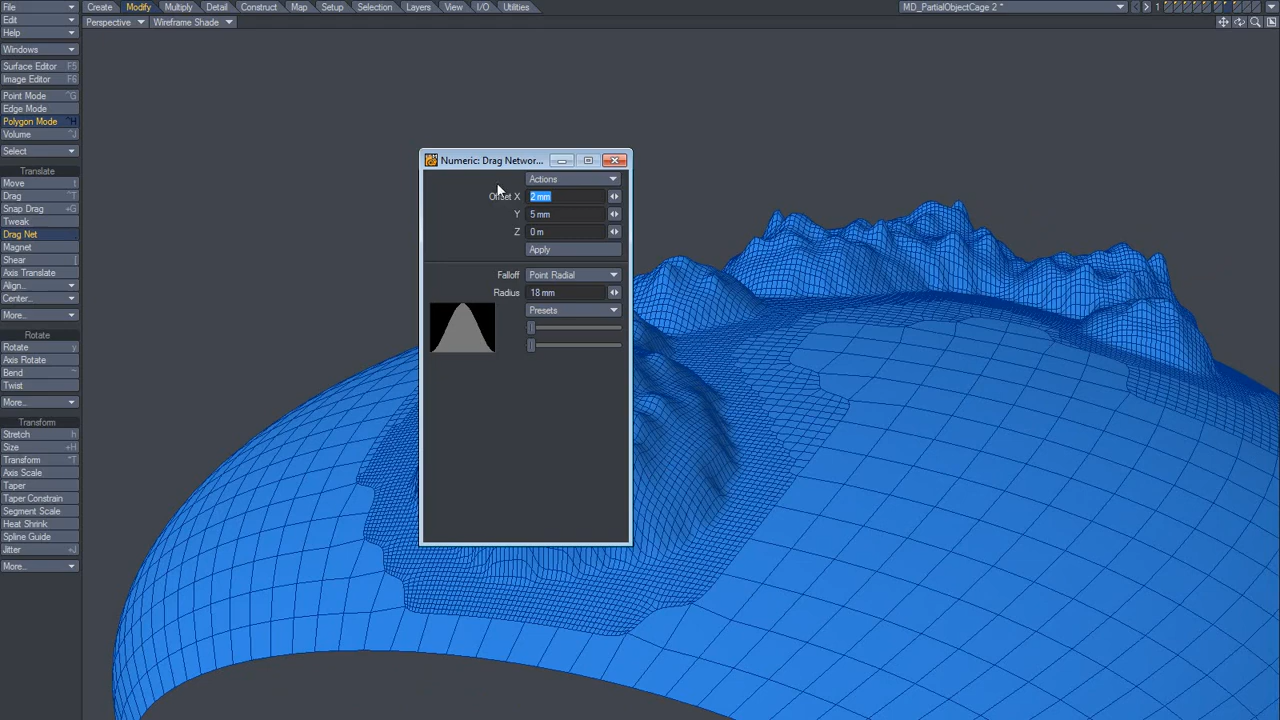 File
Create Modify Multiply Detail Construct Map Setup Selection Layers View I/O Utilities
MD_PartialObjectCage 2 *
1
Edit
Perspective Wireframe Shade
Help
Windows
Surface Editor F5
Image Editor F6
Point Mode ^G
Edge Mode
Polygon Mode ^H
Volume ^J
Select
Translate
Move t
Drag ^T
Snap Drag +G
Tweak
Drag Net
Magnet :
Shear [
Axis Translate
Align...
Center...
More...
Rotate
Rotate y
Axis Rotate
Bend ~
Twist
More...
Transform
Stretch h
Size +H
Transform ^T
Axis Scale
Taper
Taper Constrain
Segment Scale
Heat Shrink
Spline Guide
Jitter +J
More...
Numeric: Drag Networ...
Actions
Offset X 2 mm
Y 5 mm
Z 0 m
Apply
Falloff Point Radial
Radius 18 mm
Presets